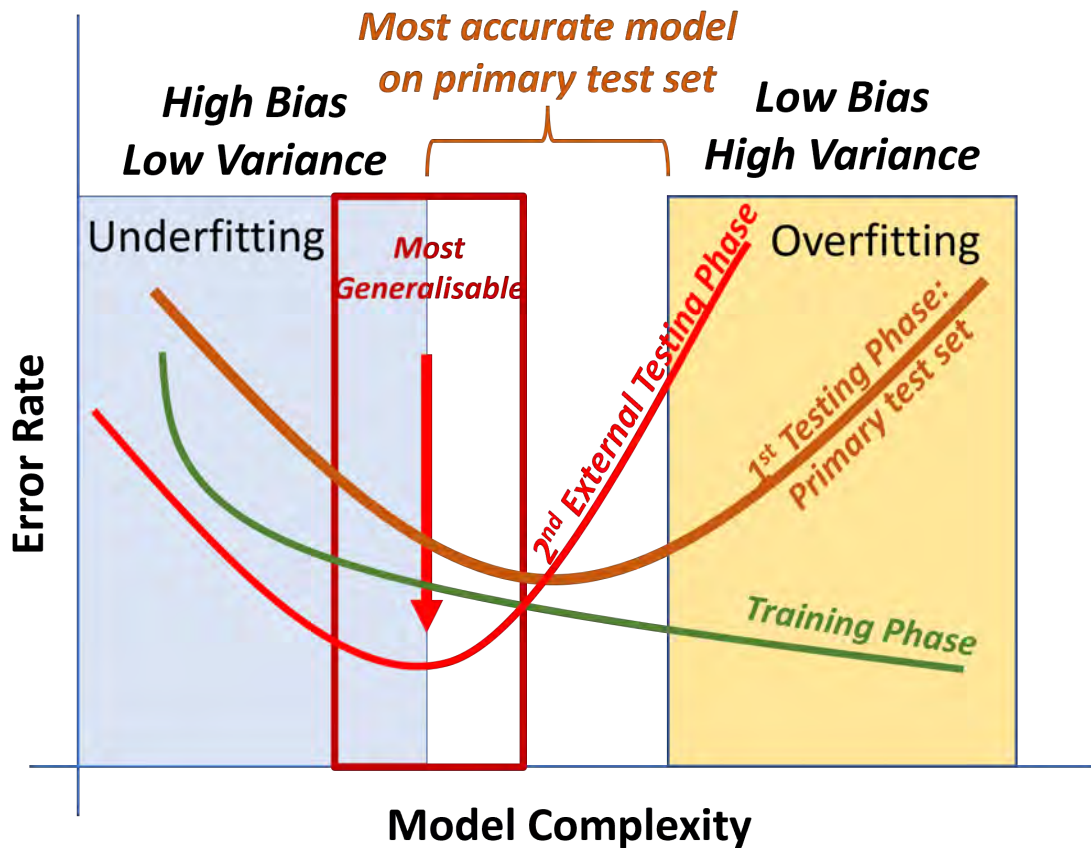 Most accurate model
on primary test set
High Bias
Low Variance
Low Bias
High Variance
Underfitting
Most
Generalisable
Overfitting
2nd External Testing Phase
1st Testing Phase:
Primary test set
Training Phase
Error Rate
Model Complexity